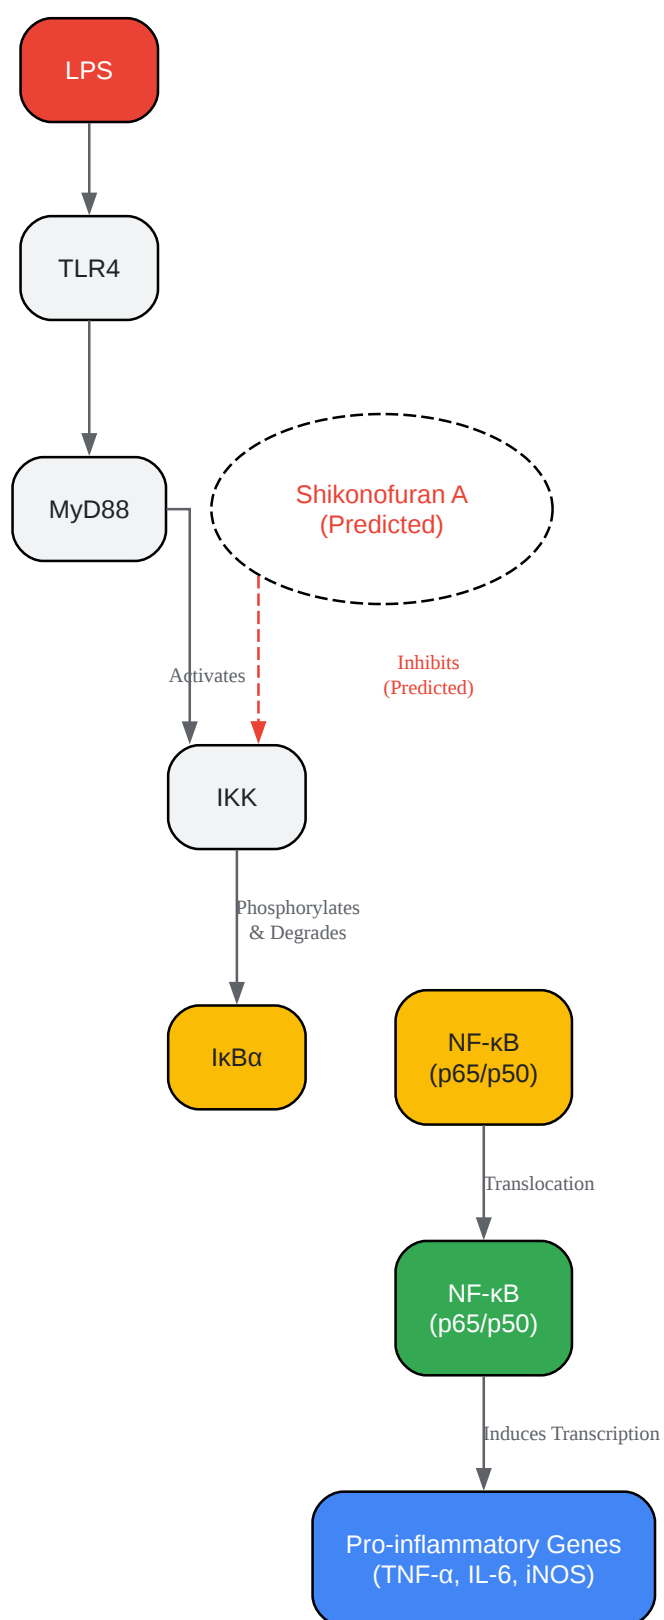 LPS
TLR4
MyD88
Shikonofuran A
(Predicted)
Activates
Inhibits
(Predicted)
IKK
Phosphorylates
& Degrades
IκBα
NF-κB
(p65/p50)
Translocation
NF-κB
(p65/p50)
Induces Transcription
Pro-inflammatory Genes
(TNF-α, IL-6, iNOS)